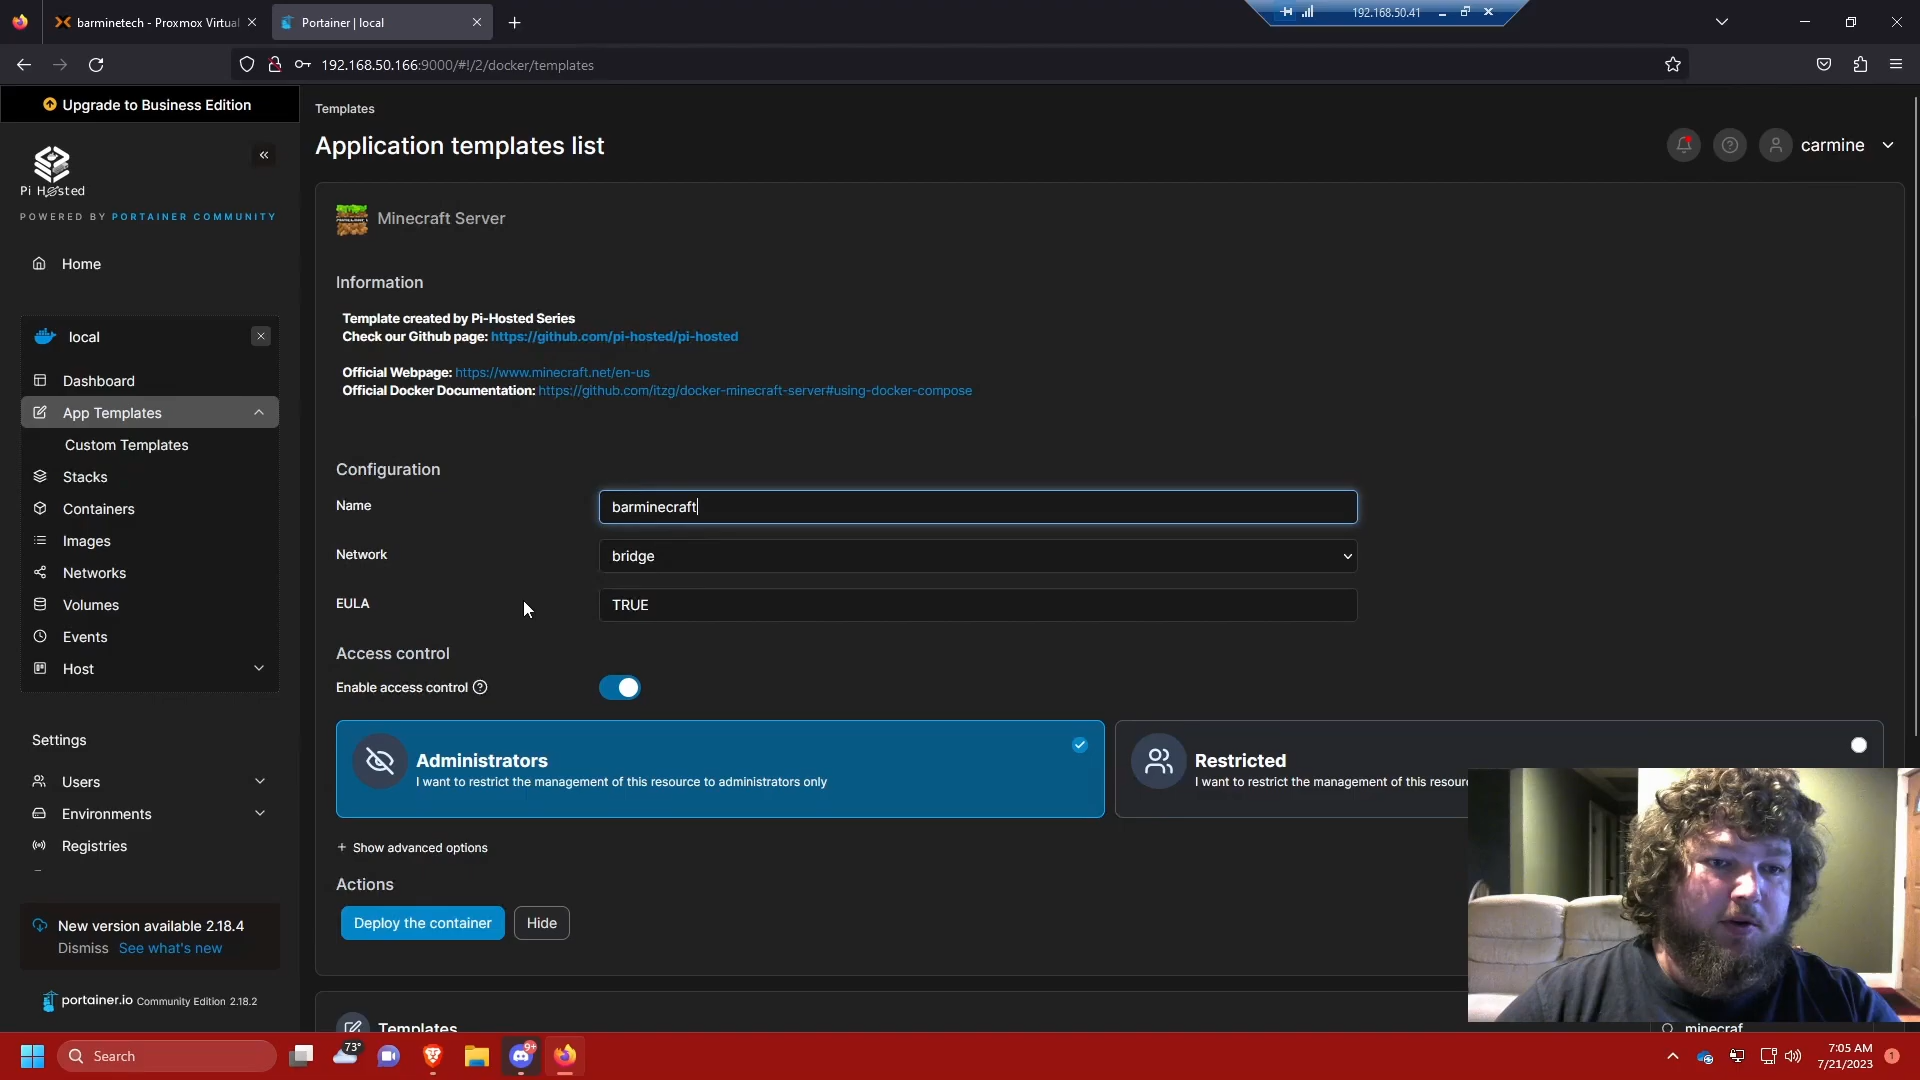 barminetech - Proxmox Virtual
Portainer | local
192.168.50.41
192.168.50.166:9000/#!/2/docker/templates
Upgrade to Business Edition
Pi Hosted
POWERED BY PORTAINER COMMUNITY
Home
local
Dashboard
App Templates
Custom Templates
Stacks
Containers
Images
Networks
Volumes
Events
Host
Settings
Users
Environments
Registries
New version available 2.18.4
Dismiss See what's new
portainer.io Community Edition 2.18.2
Templates
Application templates list
carmine
Minecraft Server
Information
Template created by Pi-Hosted Series
Check our Github page: https://github.com/pi-hosted/pi-hosted
Official Webpage: https://www.minecraft.net/en-us
Official Docker Documentation: https://github.com/itzg/docker-minecraft-server#using-docker-compose
Configuration
Name
barminecraft
Network
bridge
EULA
TRUE
Access control
Enable access control
Administrators
I want to restrict the management of this resource to administrators only
Restricted
I want to restrict the management of this resourc
+ Show advanced options
Actions
Deploy the container
Hide
Templates
minecraf
Search
73°
9+
7:05 AM
7/21/2023
1